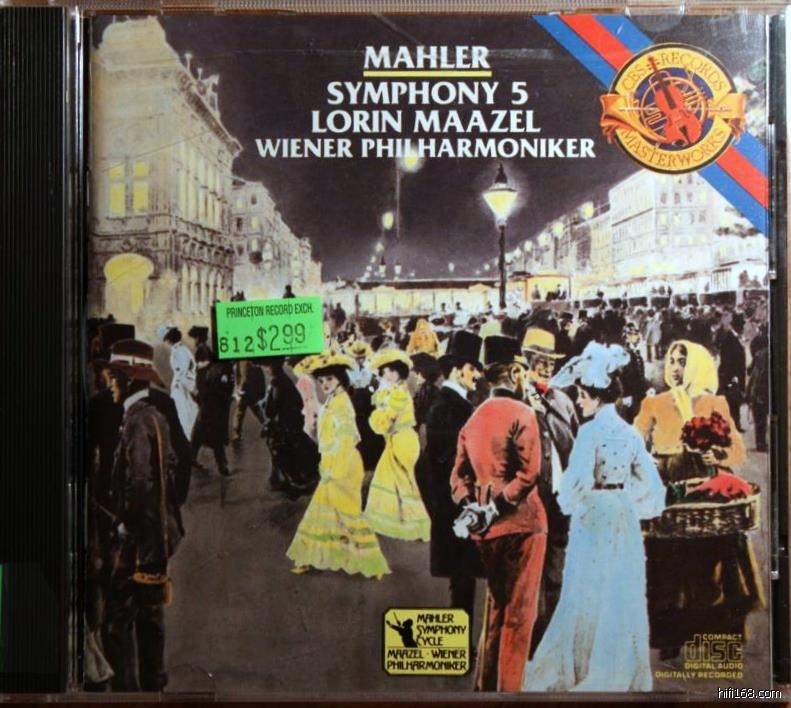 MAHLER
SYMPHONY 5
LORIN MAAZEL
WIENER PHILHARMONIKER
CBS RECORDS
MASTERWORKS
PRINCETON RECORD EXCH.
812 $2.99
MAHLER
SYMPHONY
CYCLE
MAAZEL · WIENER
PHILHARMONIKER
COMPACT
disc
DIGITAL AUDIO
DIGITALLY RECORDED
hifi168.com